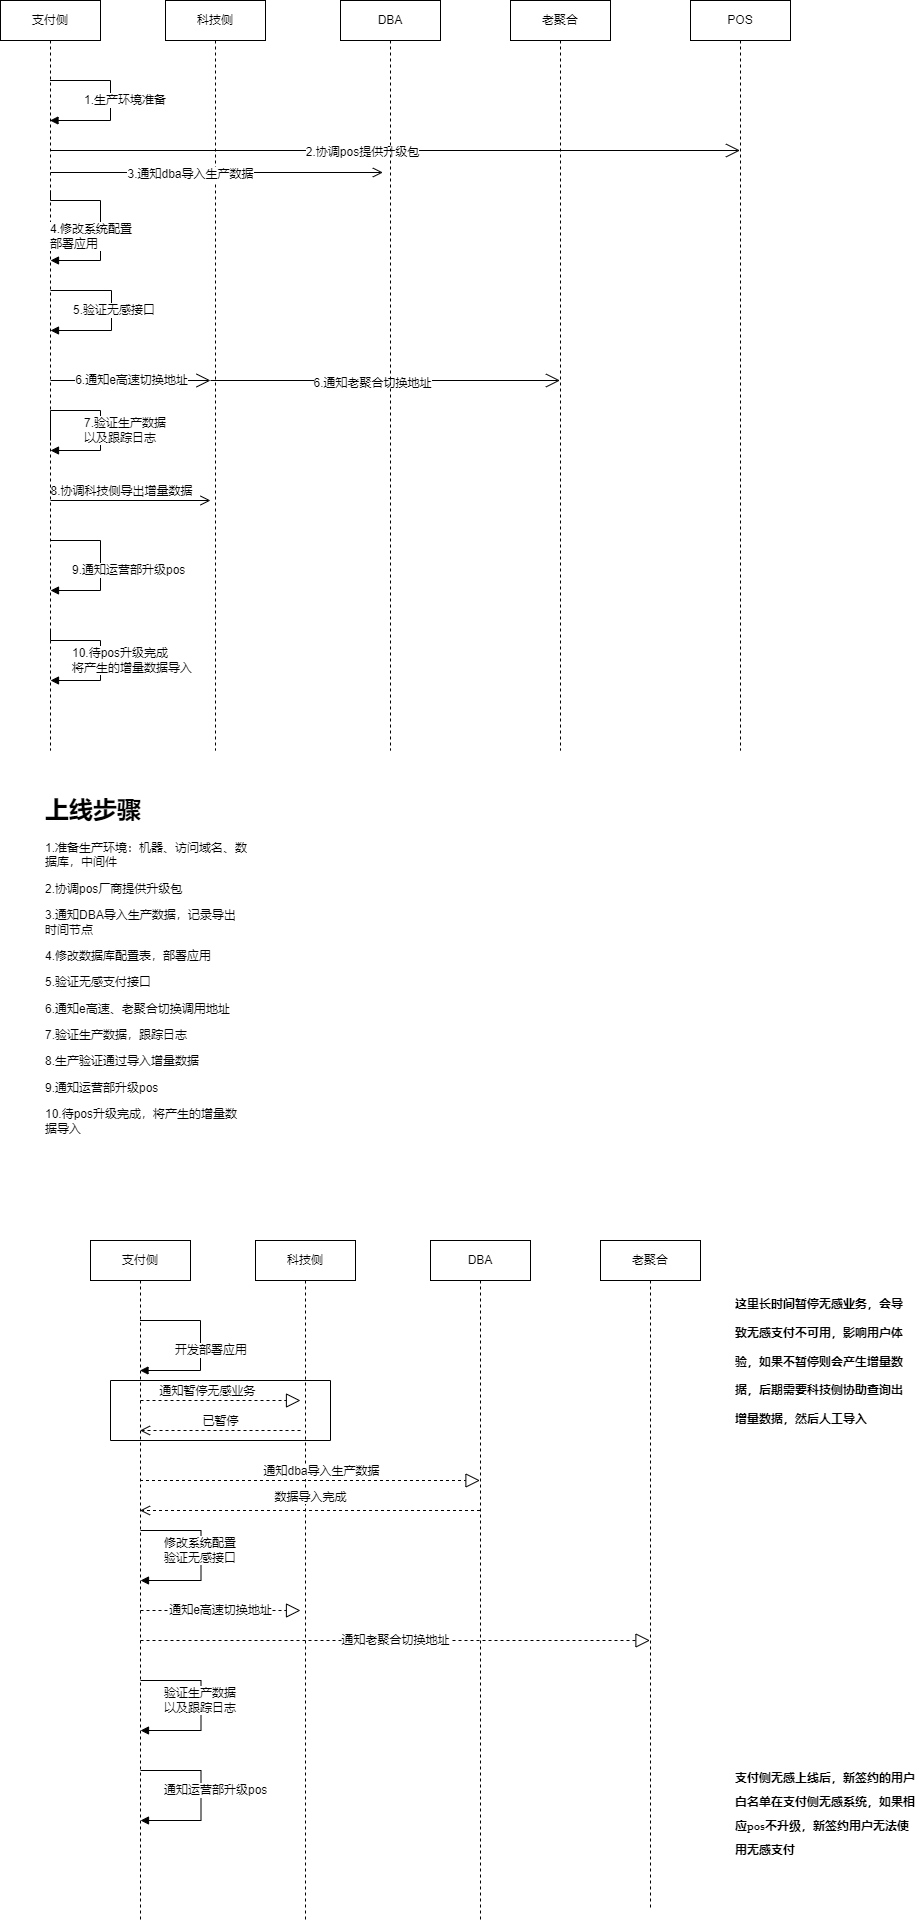 支付侧
科技侧
DBA
老聚合
POS
1.生产环境准备
2.协调pos提供升级包
3.通知dba导入生产数据
4.修改系统配置
部署应用
5.验证无感接口
6.通知e高速切换地址
6.通知老聚合切换地址
7.验证生产数据
以及跟踪日志
8.协调科技侧导出增量数据
9.通知运营部升级pos
10.待pos升级完成
将产生的增量数据导入
上线步骤
1.准备生产环境：机器、访问域名、数
据库，中间件
2.协调pos厂商提供升级包
3.通知DBA导入生产数据，记录导出
时间节点
4.修改数据库配置表，部署应用
5.验证无感支付接口
6.通知e高速、老聚合切换调用地址
7.验证生产数据，跟踪日志
8.生产验证通过导入增量数据
9.通知运营部升级pos
10.待pos升级完成，将产生的增量数
据导入
支付侧
科技侧
DBA
老聚合
开发部署应用
通知暂停无感业务
已暂停
通知dba导入生产数据
数据导入完成
修改系统配置
验证无感接口
通知e高速切换地址
通知老聚合切换地址
验证生产数据
以及跟踪日志
通知运营部升级pos
这里长时间暂停无感业务，会导
致无感支付不可用，影响用户体
验，如果不暂停则会产生增量数
据，后期需要科技侧协助查询出
增量数据，然后人工导入
支付侧无感上线后，新签约的用户
白名单在支付侧无感系统，如果相
应pos不升级，新签约用户无法使
用无感支付